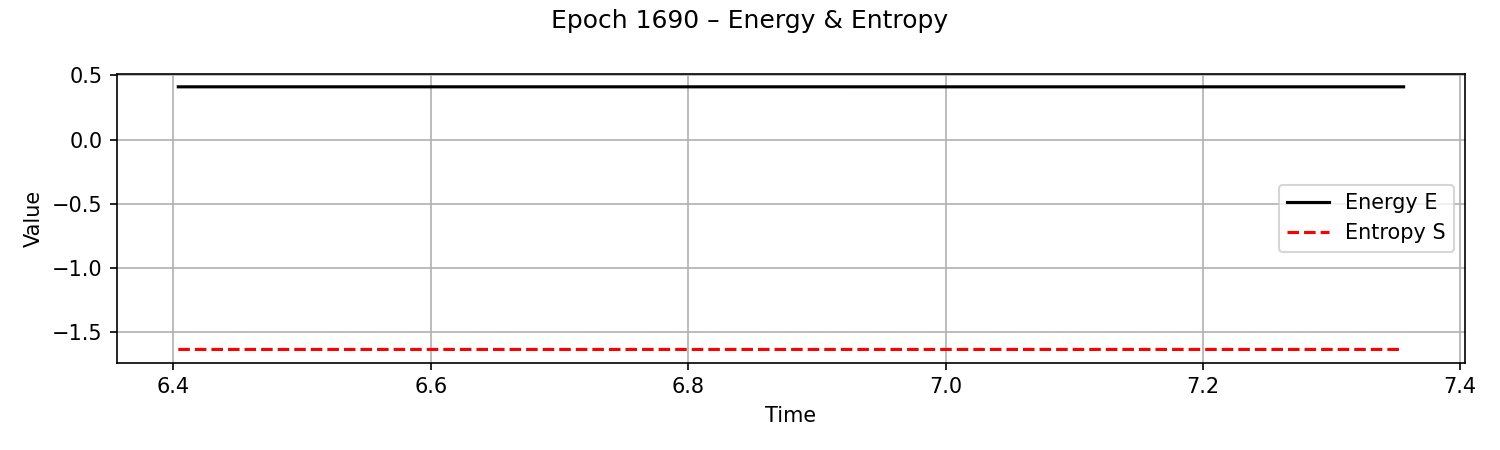 Epoch 1690 – Energy & Entropy
0.5
0.0
−0.5
−1.0
−1.5
Value
Energy E
Entropy S
6.4 6.6 6.8 7.0 7.2 7.4
Time